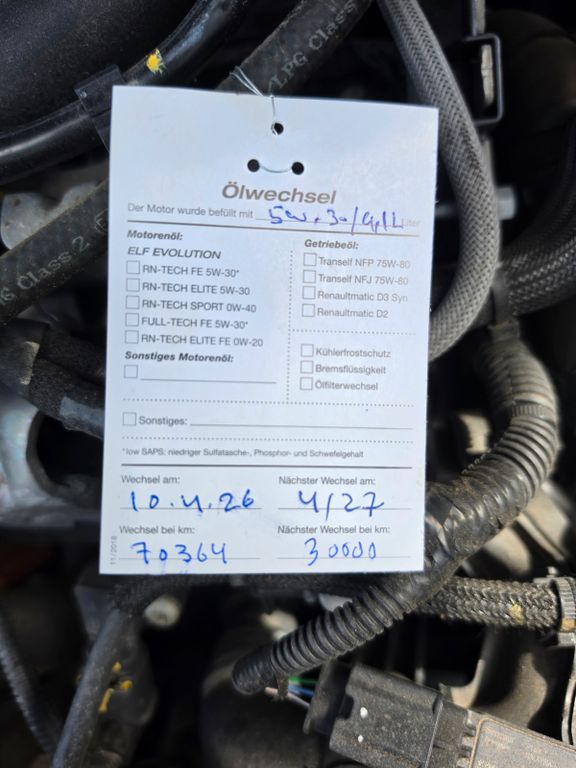 LPG Class 2
PG Class 2
Ölwechsel
Der Motor wurde befüllt mit 5w-30/4,1L Liter
Motorenöl:
ELF EVOLUTION
RN-TECH FE 5W-30*
RN-TECH ELITE 5W-30
RN-TECH SPORT 0W-40
FULL-TECH FE 5W-30*
RN-TECH ELITE FE 0W-20
Sonstiges Motorenöl:
Getriebeöl:
Tranself NFP 75W-80
Tranself NFJ 75W-80
Renaultmatic D3 Syn
Renaultmatic D2
Kühlerfrostschutz
Bremsflüssigkeit
Ölfilterwechsel
Sonstiges:
*low SAPS: niedriger Sulfatasche-, Phosphor- und Schwefelgehalt
Wechsel am:
10.4.26
Nächster Wechsel am:
4/27
Wechsel bei km:
70364
Nächster Wechsel bei km:
30000
11/2018